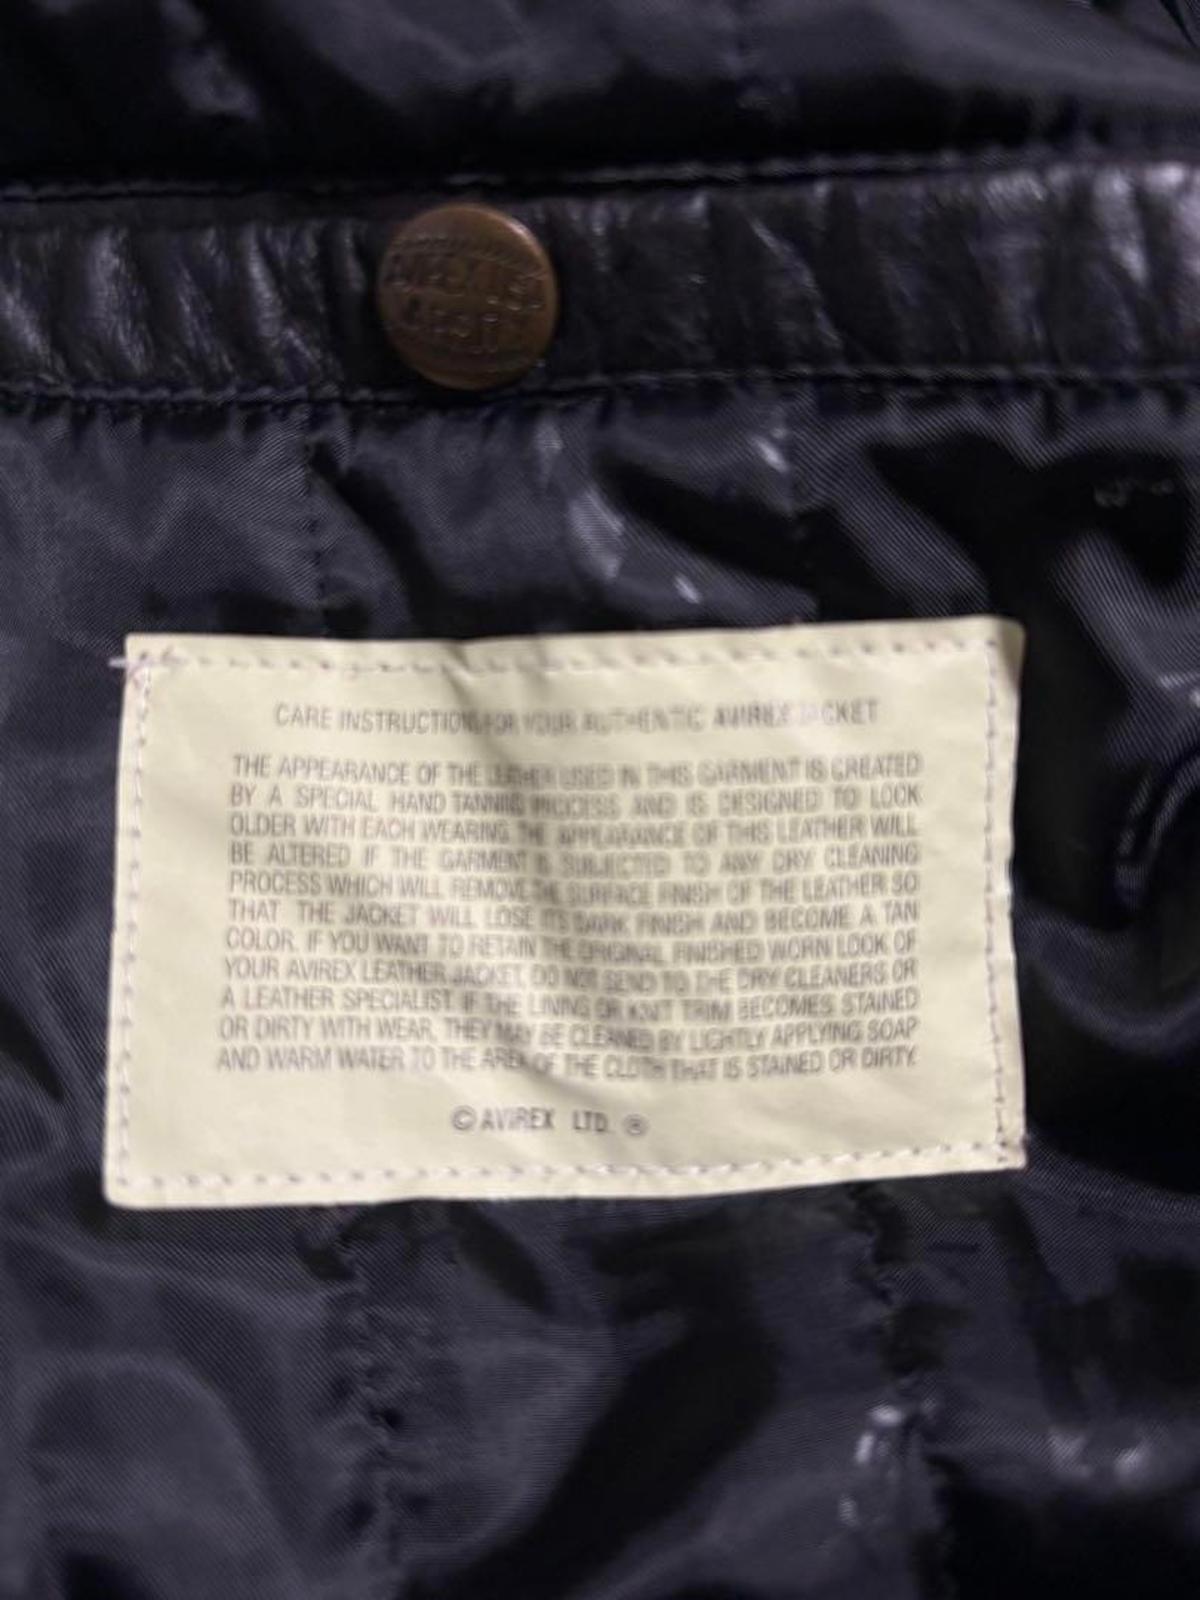 CARE INSTRUCTIONS FOR YOUR AUTHENTIC AVIREX JACKET
THE APPEARANCE OF THE LEATHER USED IN THIS GARMENT IS CREATED
BY A SPECIAL HAND TANNING PROCESS AND IS DESIGNED TO LOOK
OLDER WITH EACH WEARING. THE APPEARANCE OF THIS LEATHER WILL
BE ALTERED IF THE GARMENT IS SUBJECTED TO ANY DRY CLEANING
PROCESS WHICH WILL REMOVE THE SURFACE FINISH OF THE LEATHER SO
THAT THE JACKET WILL LOSE ITS DARK FINISH AND BECOME A TAN
COLOR. IF YOU WANT TO RETAIN THE ORIGINAL FINISHED WORN LOOK OF
YOUR AVIREX LEATHER JACKET, DO NOT SEND TO THE DRY CLEANERS OR
A LEATHER SPECIALIST. IF THE LINING OR KNIT TRIM BECOMES STAINED
OR DIRTY WITH WEAR, THEY MAY BE CLEANED BY LIGHTLY APPLYING SOAP
AND WARM WATER TO THE AREA OF THE CLOTH THAT IS STAINED OR DIRTY.
© AVIREX LTD. ®